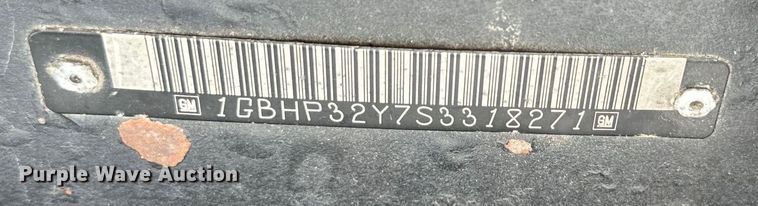 GM 1GBHP32Y7S3318271 GM
Purple Wave Auction